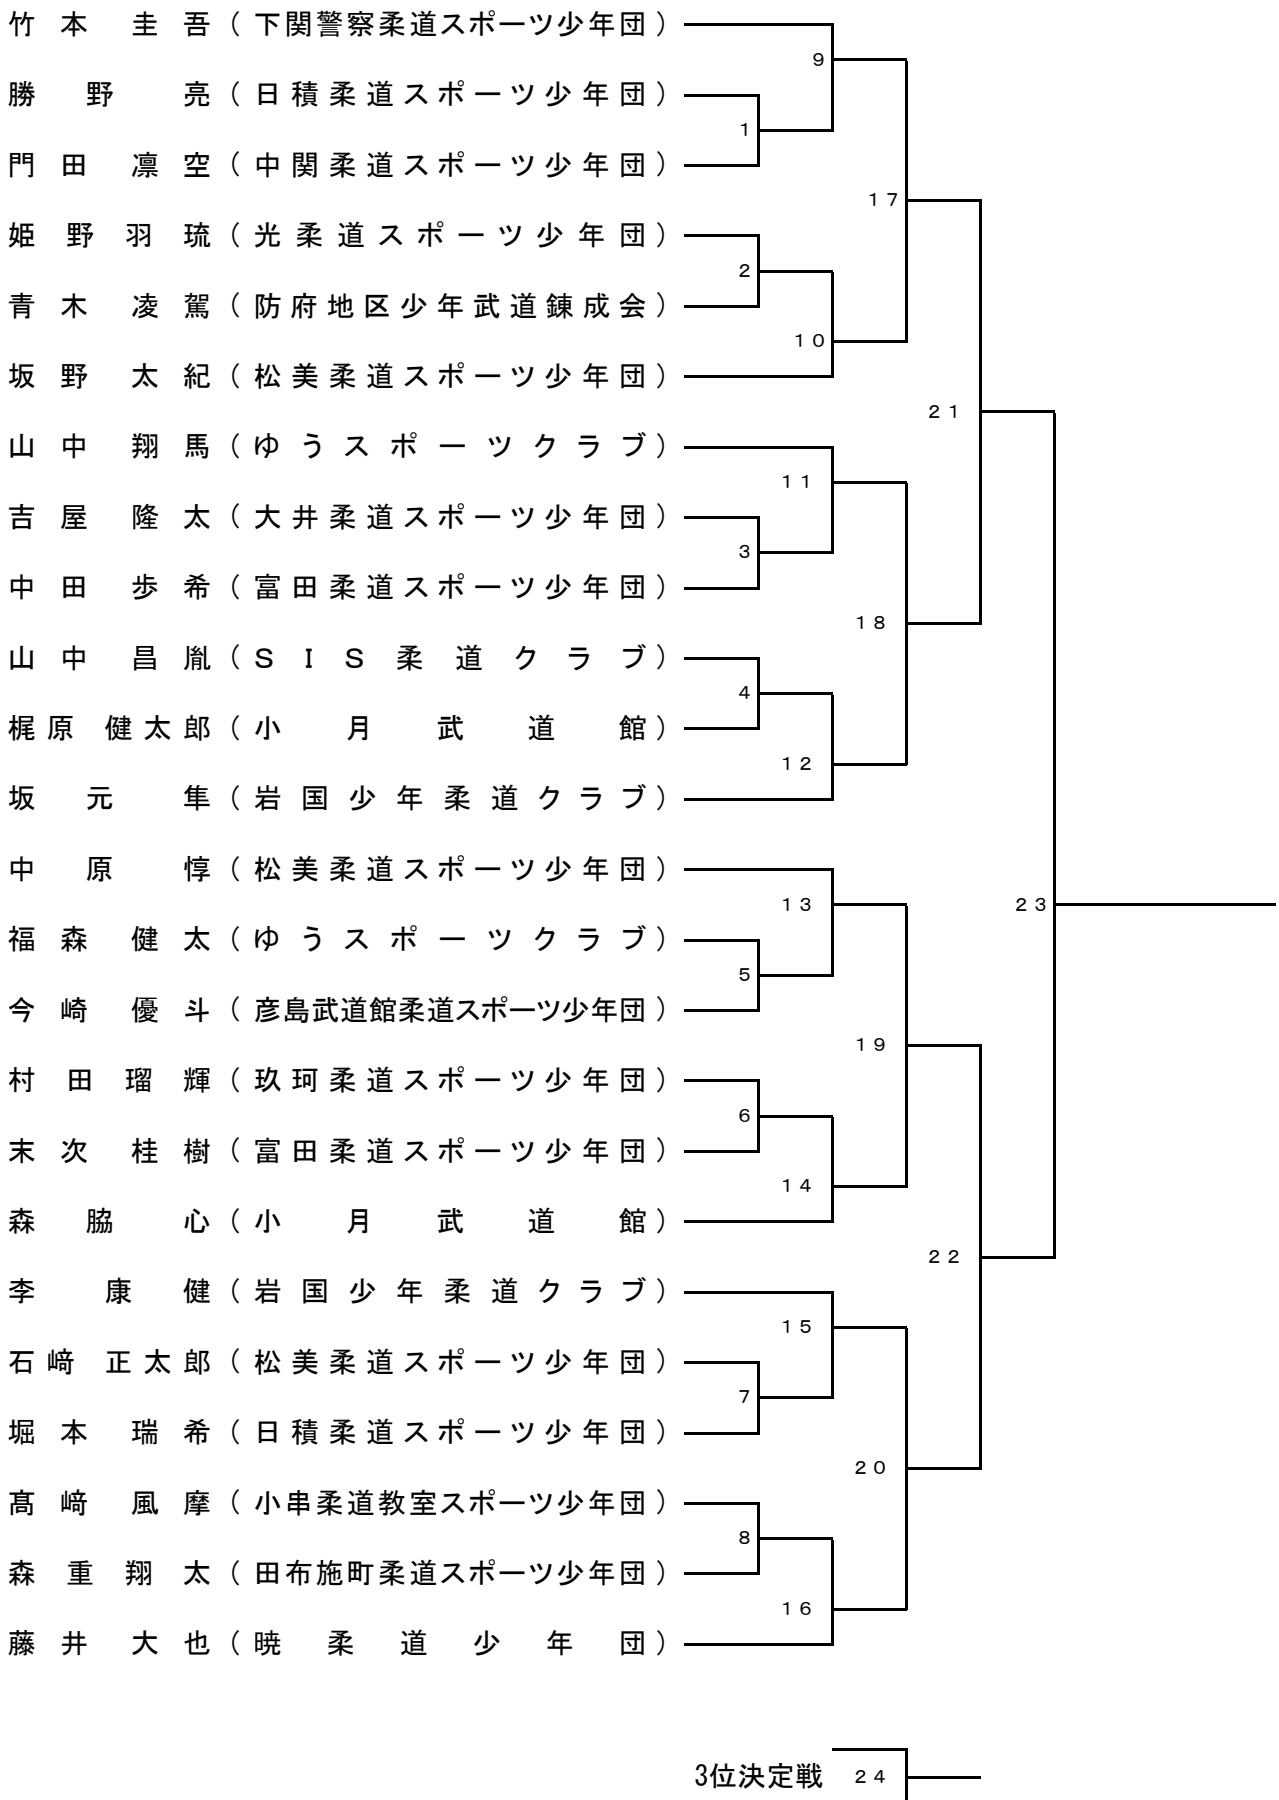 竹本 圭吾（下関警察柔道スポーツ少年団）
9
勝野 亮（日積柔道スポーツ少年団）
1
門田 凛空（中関柔道スポーツ少年団）
17
姫野羽琉（光柔道スポーツ少年団）
2
青木 凌駕（防府地区少年武道錬成会）
10
坂野 太紀（松美柔道スポーツ少年団）
21
山中 翔馬（ゆうスポーツクラブ）
11
吉屋 隆太（大井柔道スポーツ少年団）
3
中田 歩希（富田柔道スポーツ少年団）
18
山中 昌胤（SIS柔道クラブ）
4
梶原 健太郎（小月武道館）
12
坂元 隼（岩国少年柔道クラブ）
中原 惇（松美柔道スポーツ少年団）
13
23
福森 健太（ゆうスポーツクラブ）
5
今崎 優斗（彦島武道館柔道スポーツ少年団）
19
村田瑠輝（玖珂柔道スポーツ少年団）
6
末次 桂樹（富田柔道スポーツ少年団）
14
森脇 心（小月武道館）
22
李 康健（岩国少年柔道クラブ）
15
石﨑 正太郎（松美柔道スポーツ少年団）
7
堀本 瑞希（日積柔道スポーツ少年団）
20
髙﨑 風摩（小串柔道教室スポーツ少年団）
8
森重翔太（田布施町柔道スポーツ少年団）
16
藤井 大也（暁柔道少年団）
3位決定戦 24